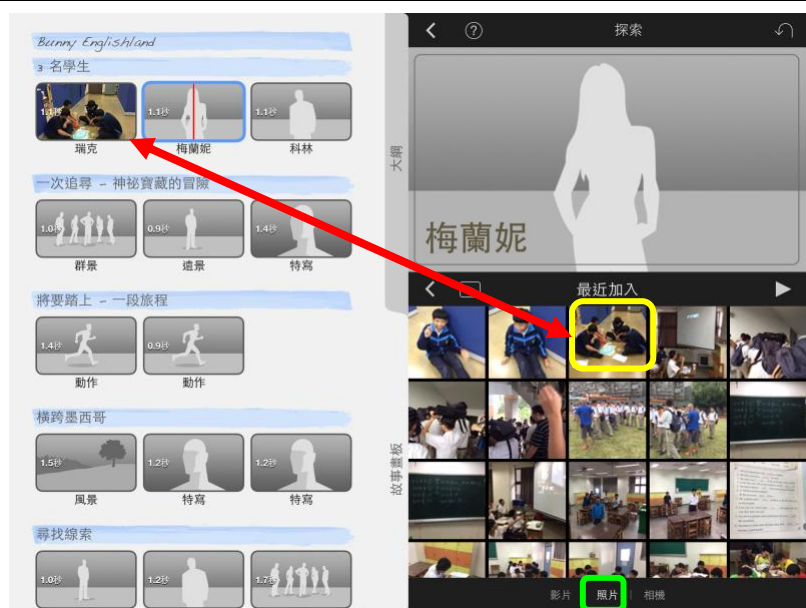 Bunny Englishland
3 名學生
1.1秒
1.1秒
1.1秒
瑞克
梅蘭妮
科林
一次追尋 – 神祕寶藏的冒險
1.0秒
0.9秒
1.4秒
群景
遠景
特寫
將要踏上 – 一段旅程
1.4秒
0.9秒
動作
動作
橫跨墨西哥
1.5秒
1.2秒
1.2秒
風景
特寫
特寫
尋找線索
1.0秒
1.2秒
1.7秒
大綱
故事畫板
?
探索
梅蘭妮
最近加入
影片
照片
相機